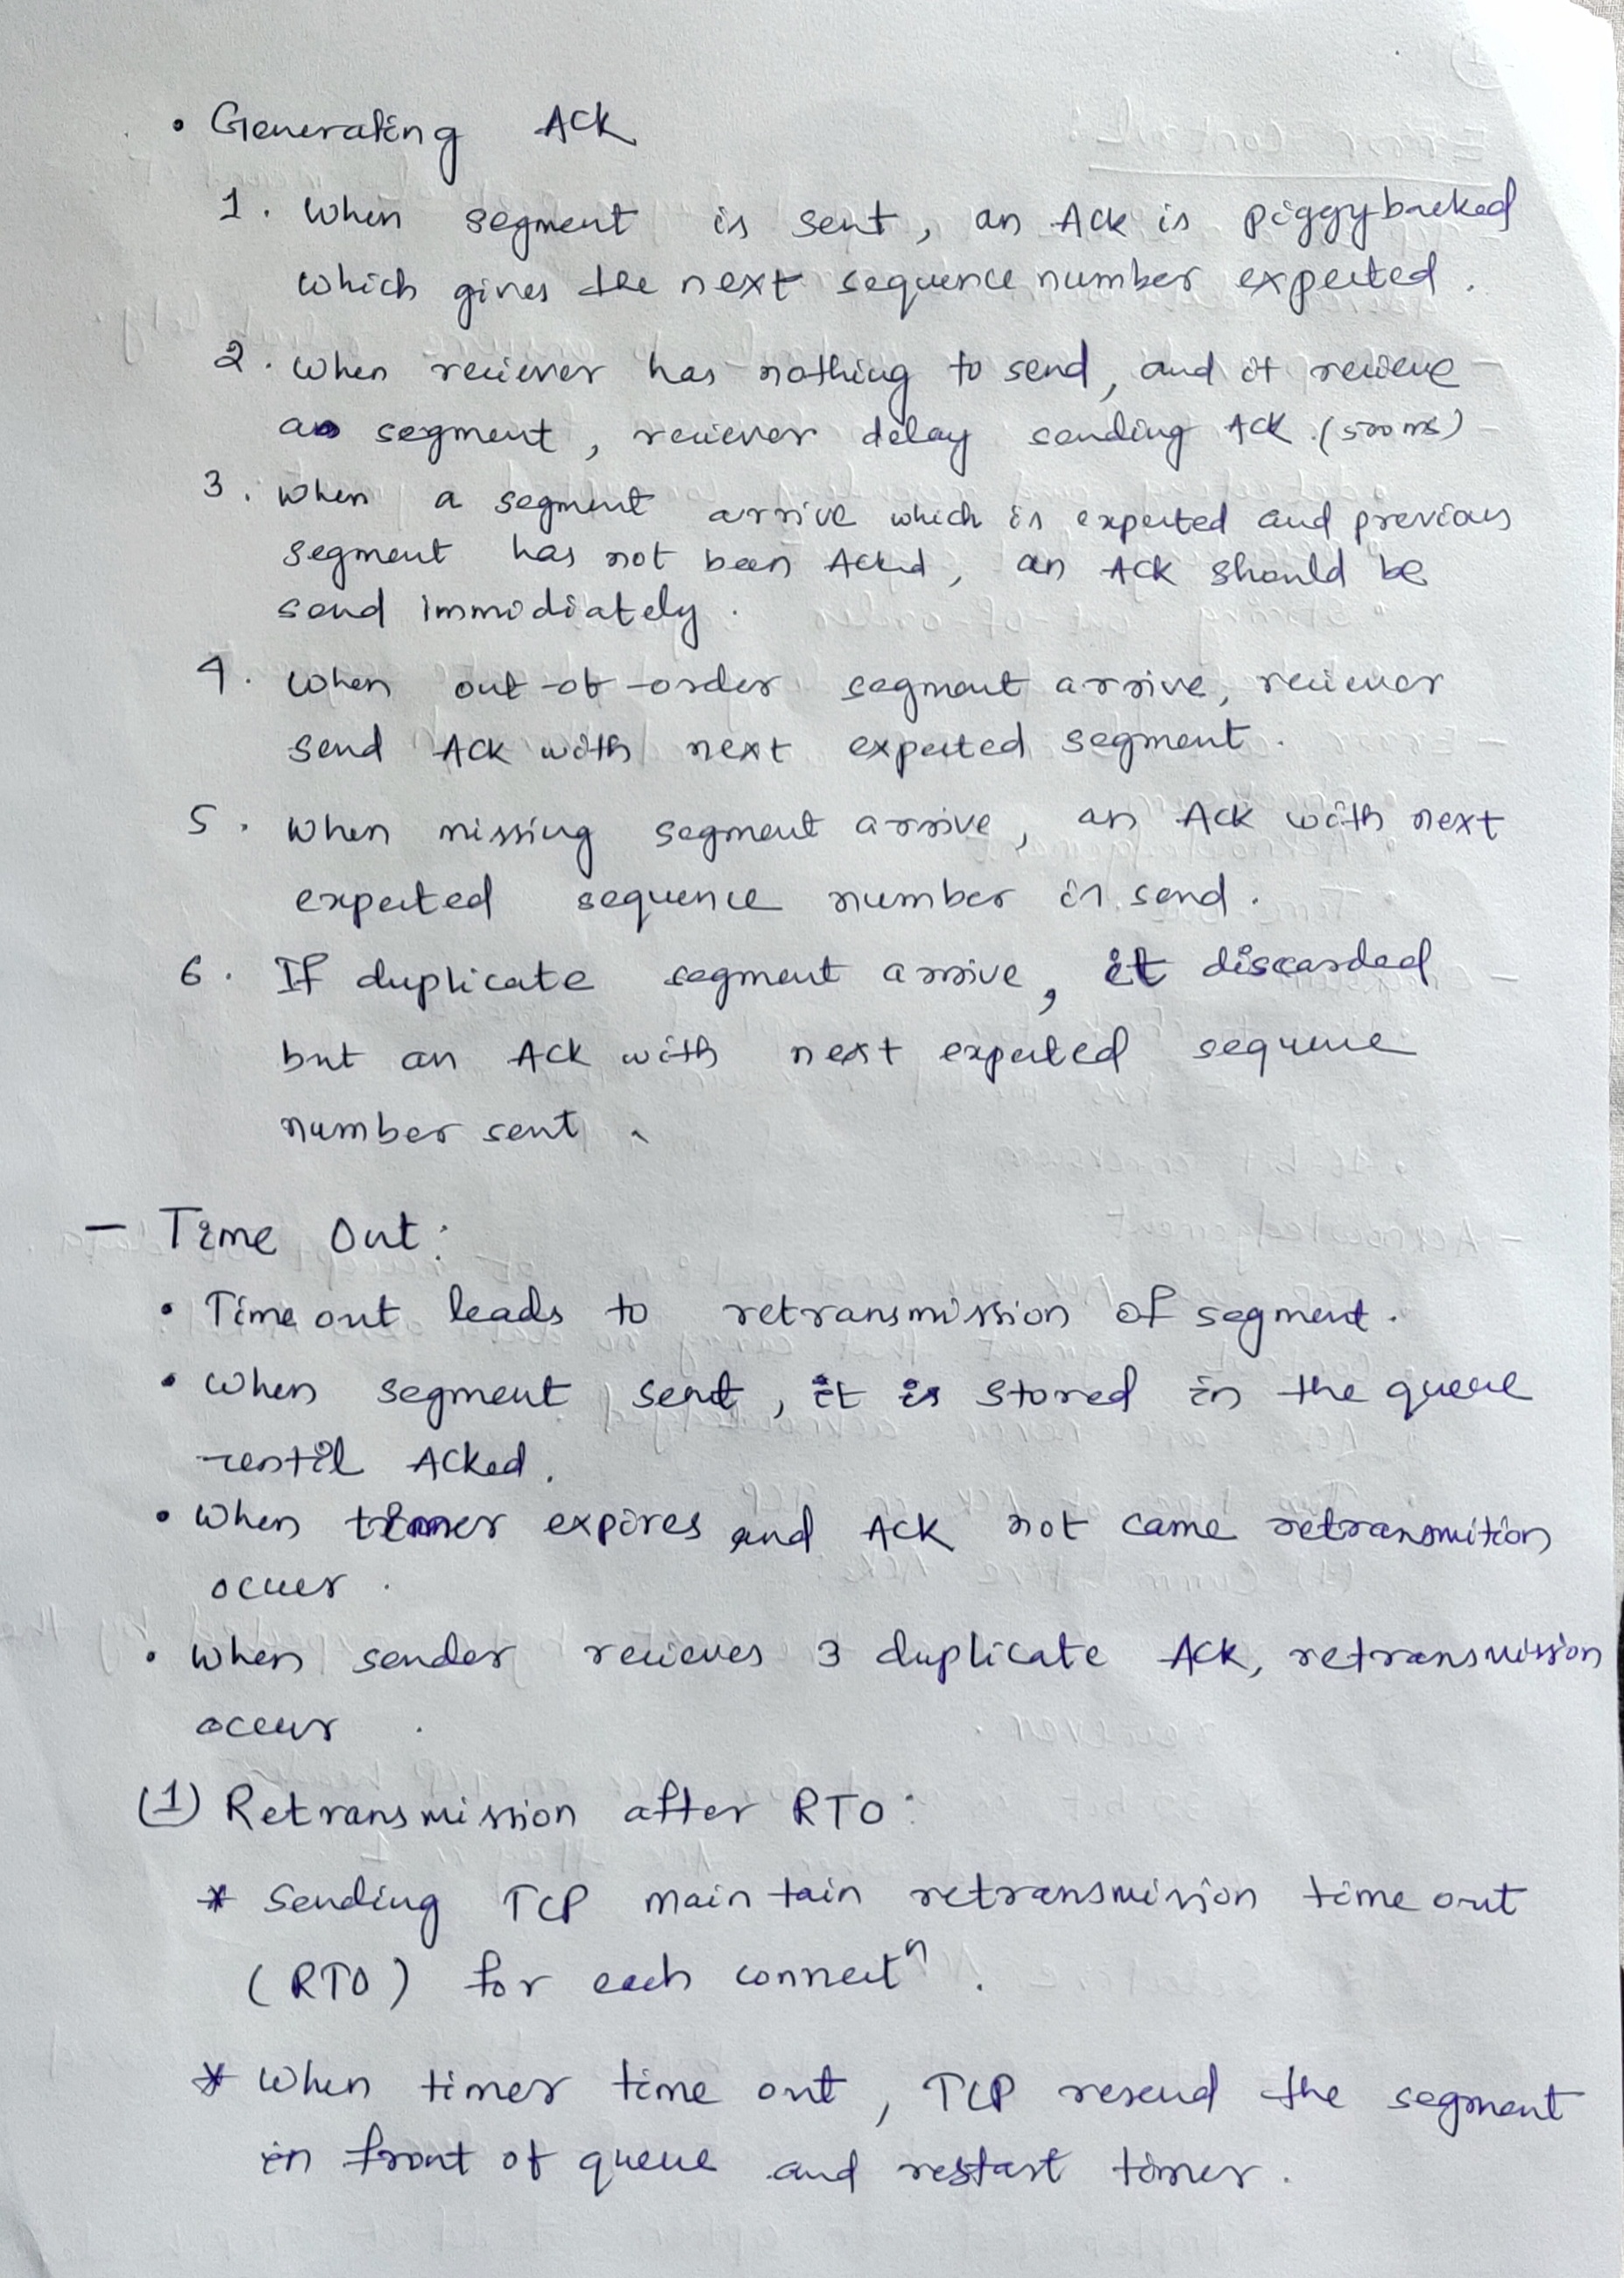 • Generating Ack
1. When segment is sent, an Ack is piggybacked
which gives the next sequence number expected.
2. When reciever has nothing to send, and it recieve
a segment, reciever delay sending Ack. (500 ms)
3. When a segment arrive which is expected and previous
segment has not been Acked, an Ack should be
send immidiately.
4. When out-of-order segment arrive, reciever
send Ack with next expected segment.
5. When missing segment arrive, an Ack with next
expected sequence number is send.
6. If duplicate segment arrive, it discarded
but an Ack with next expected sequence
number sent.
- Time Out:
• Time out leads to retransmission of segment.
• When segment sent, it is stored in the queue
until Acked.
• When timer expires and Ack not came retransmition
occur.
• When sender recieves 3 duplicate Ack, retransmission
occur.
(1) Retransmission after RTO:
* Sending TCP maintain retransmission time out
(RTO) for each connectⁿ.
* When timer time out, TCP resend the segment
in front of queue and restart timer.